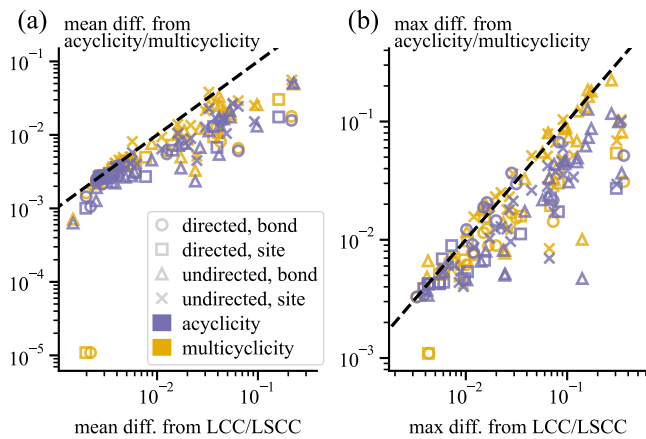 (a)
mean diff. from
acyclicity/multicyclicity
10⁻¹
10⁻²
10⁻³
10⁻⁴
10⁻⁵
directed, bond
directed, site
undirected, bond
undirected, site
acyclicity
multicyclicity
10⁻²
10⁻¹
mean diff. from LCC/LSCC
(b)
max diff. from
acyclicity/multicyclicity
10⁻¹
10⁻²
10⁻³
10⁻²
10⁻¹
max diff. from LCC/LSCC